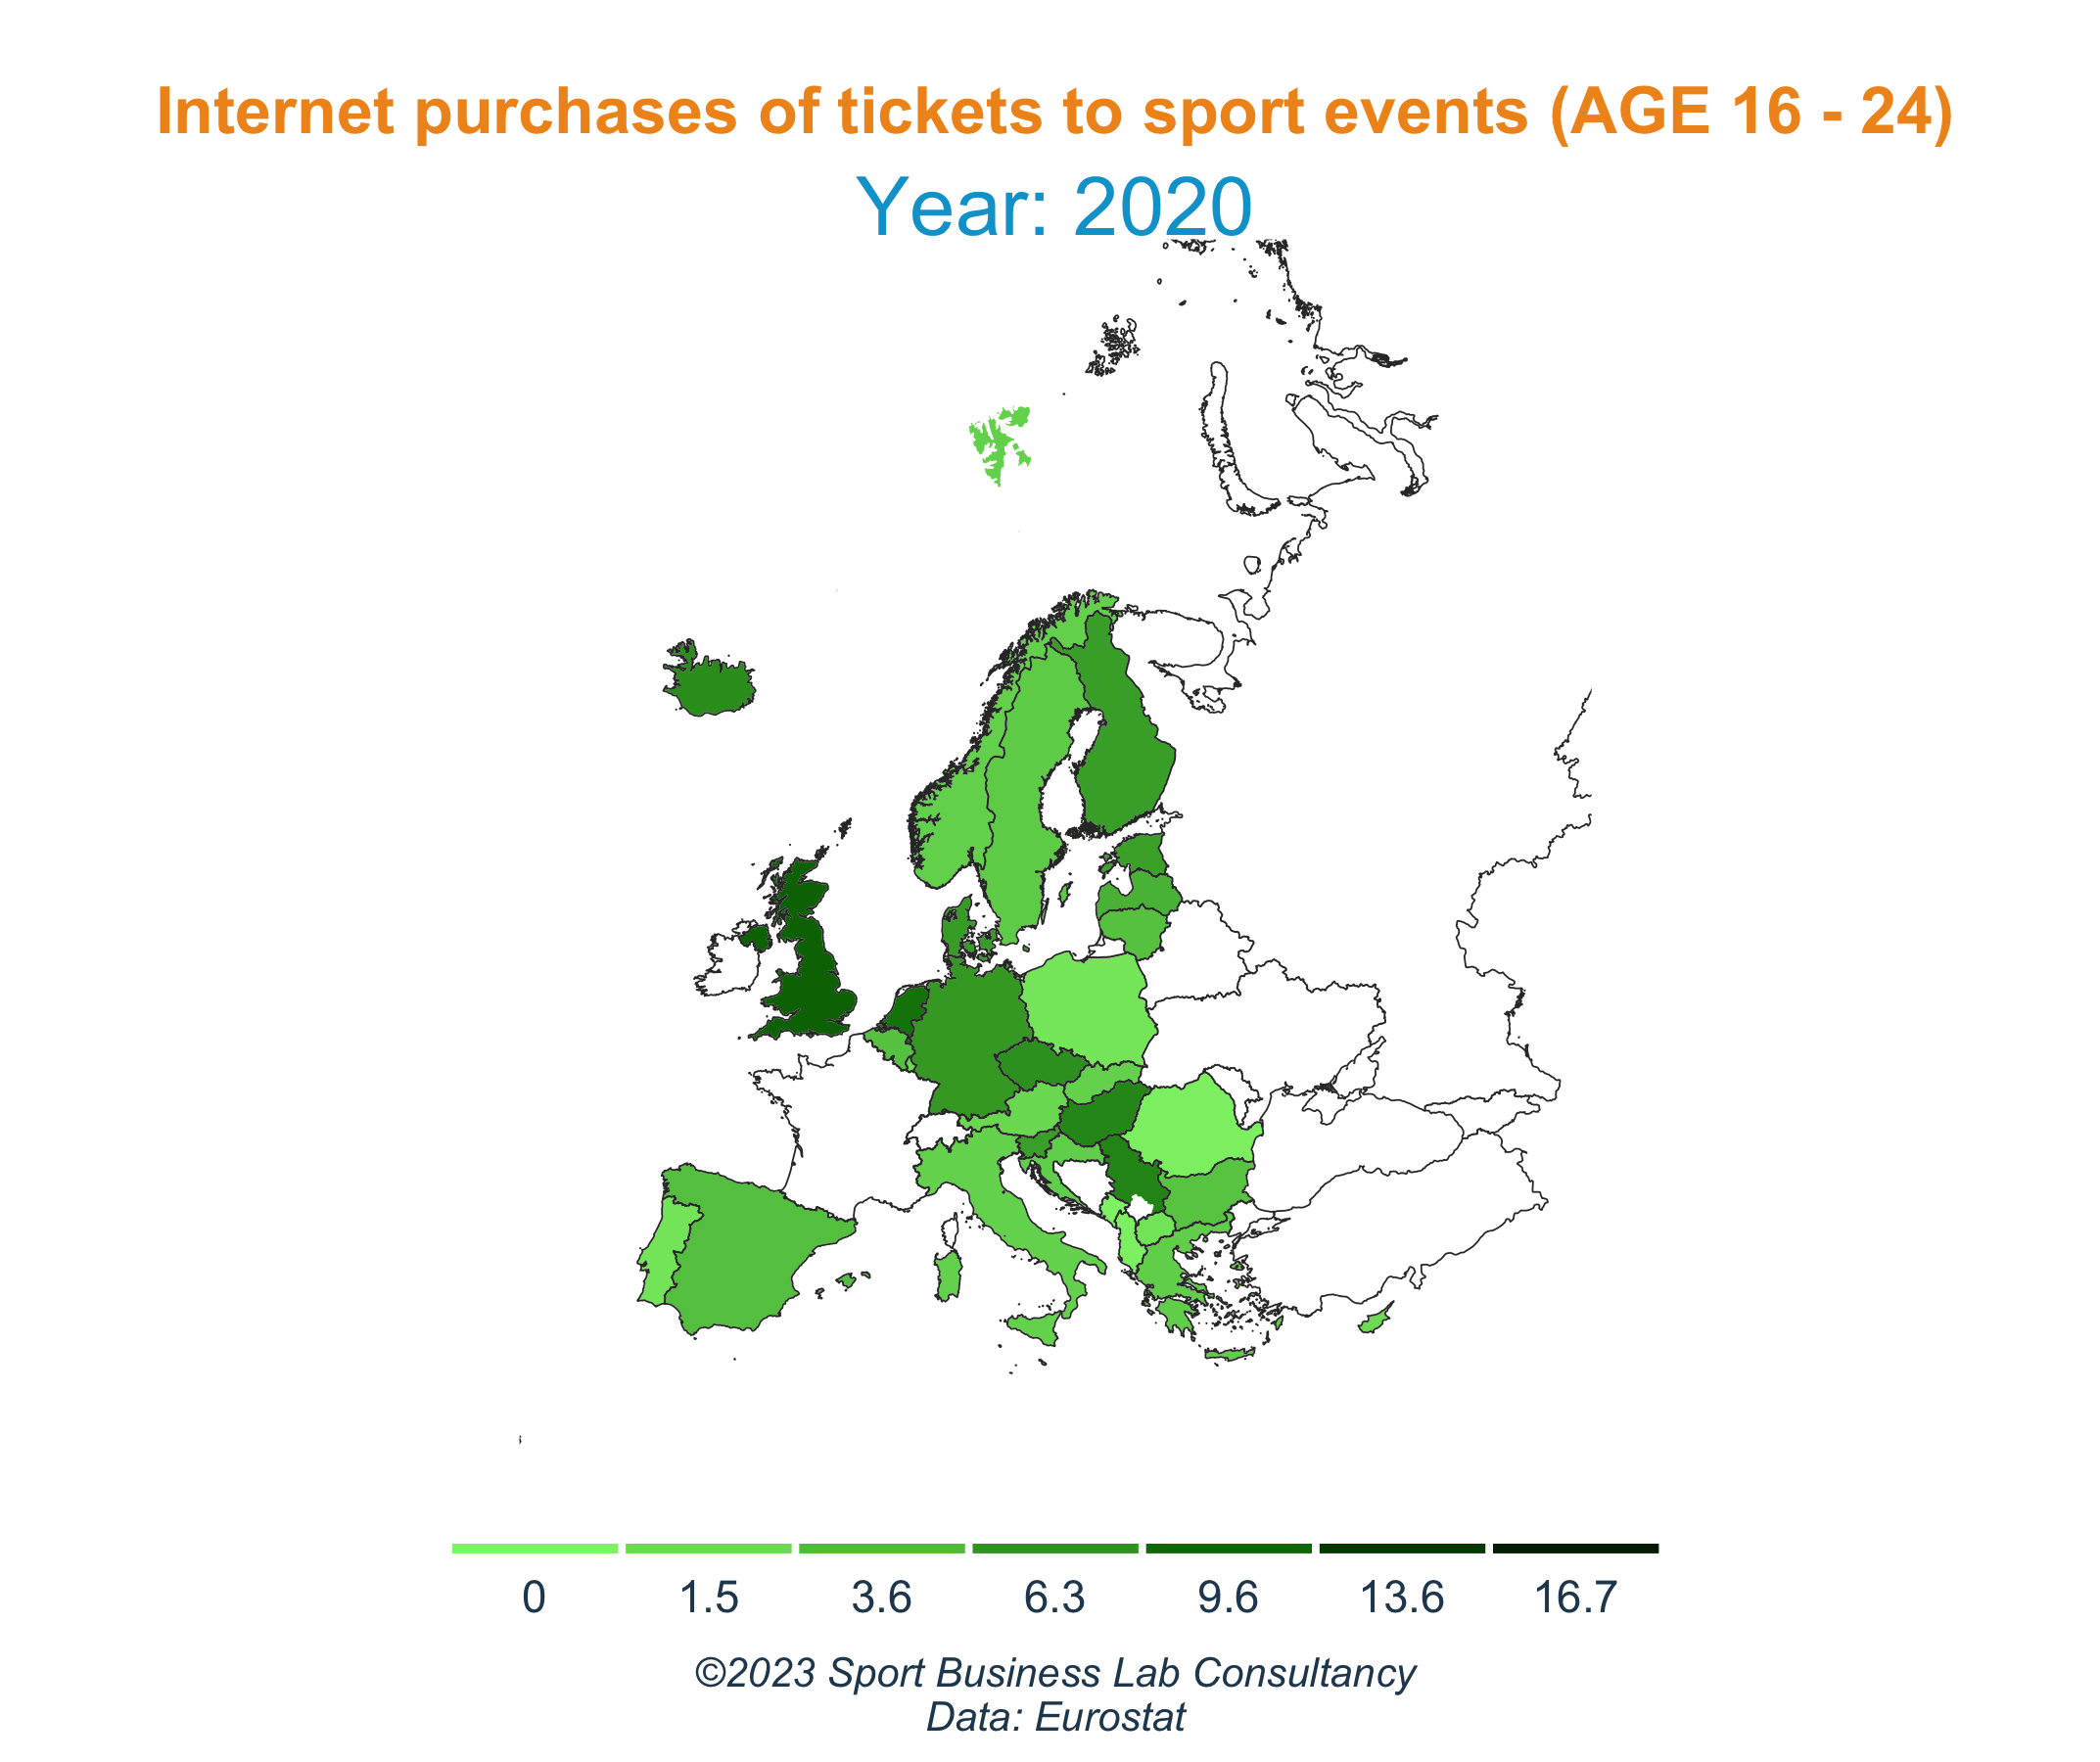 Internet purchases of tickets to sport events (AGE 16 - 24)
Year: 2020
0 1.5 3.6 6.3 9.6 13.6 16.7
©2023 Sport Business Lab Consultancy
Data: Eurostat